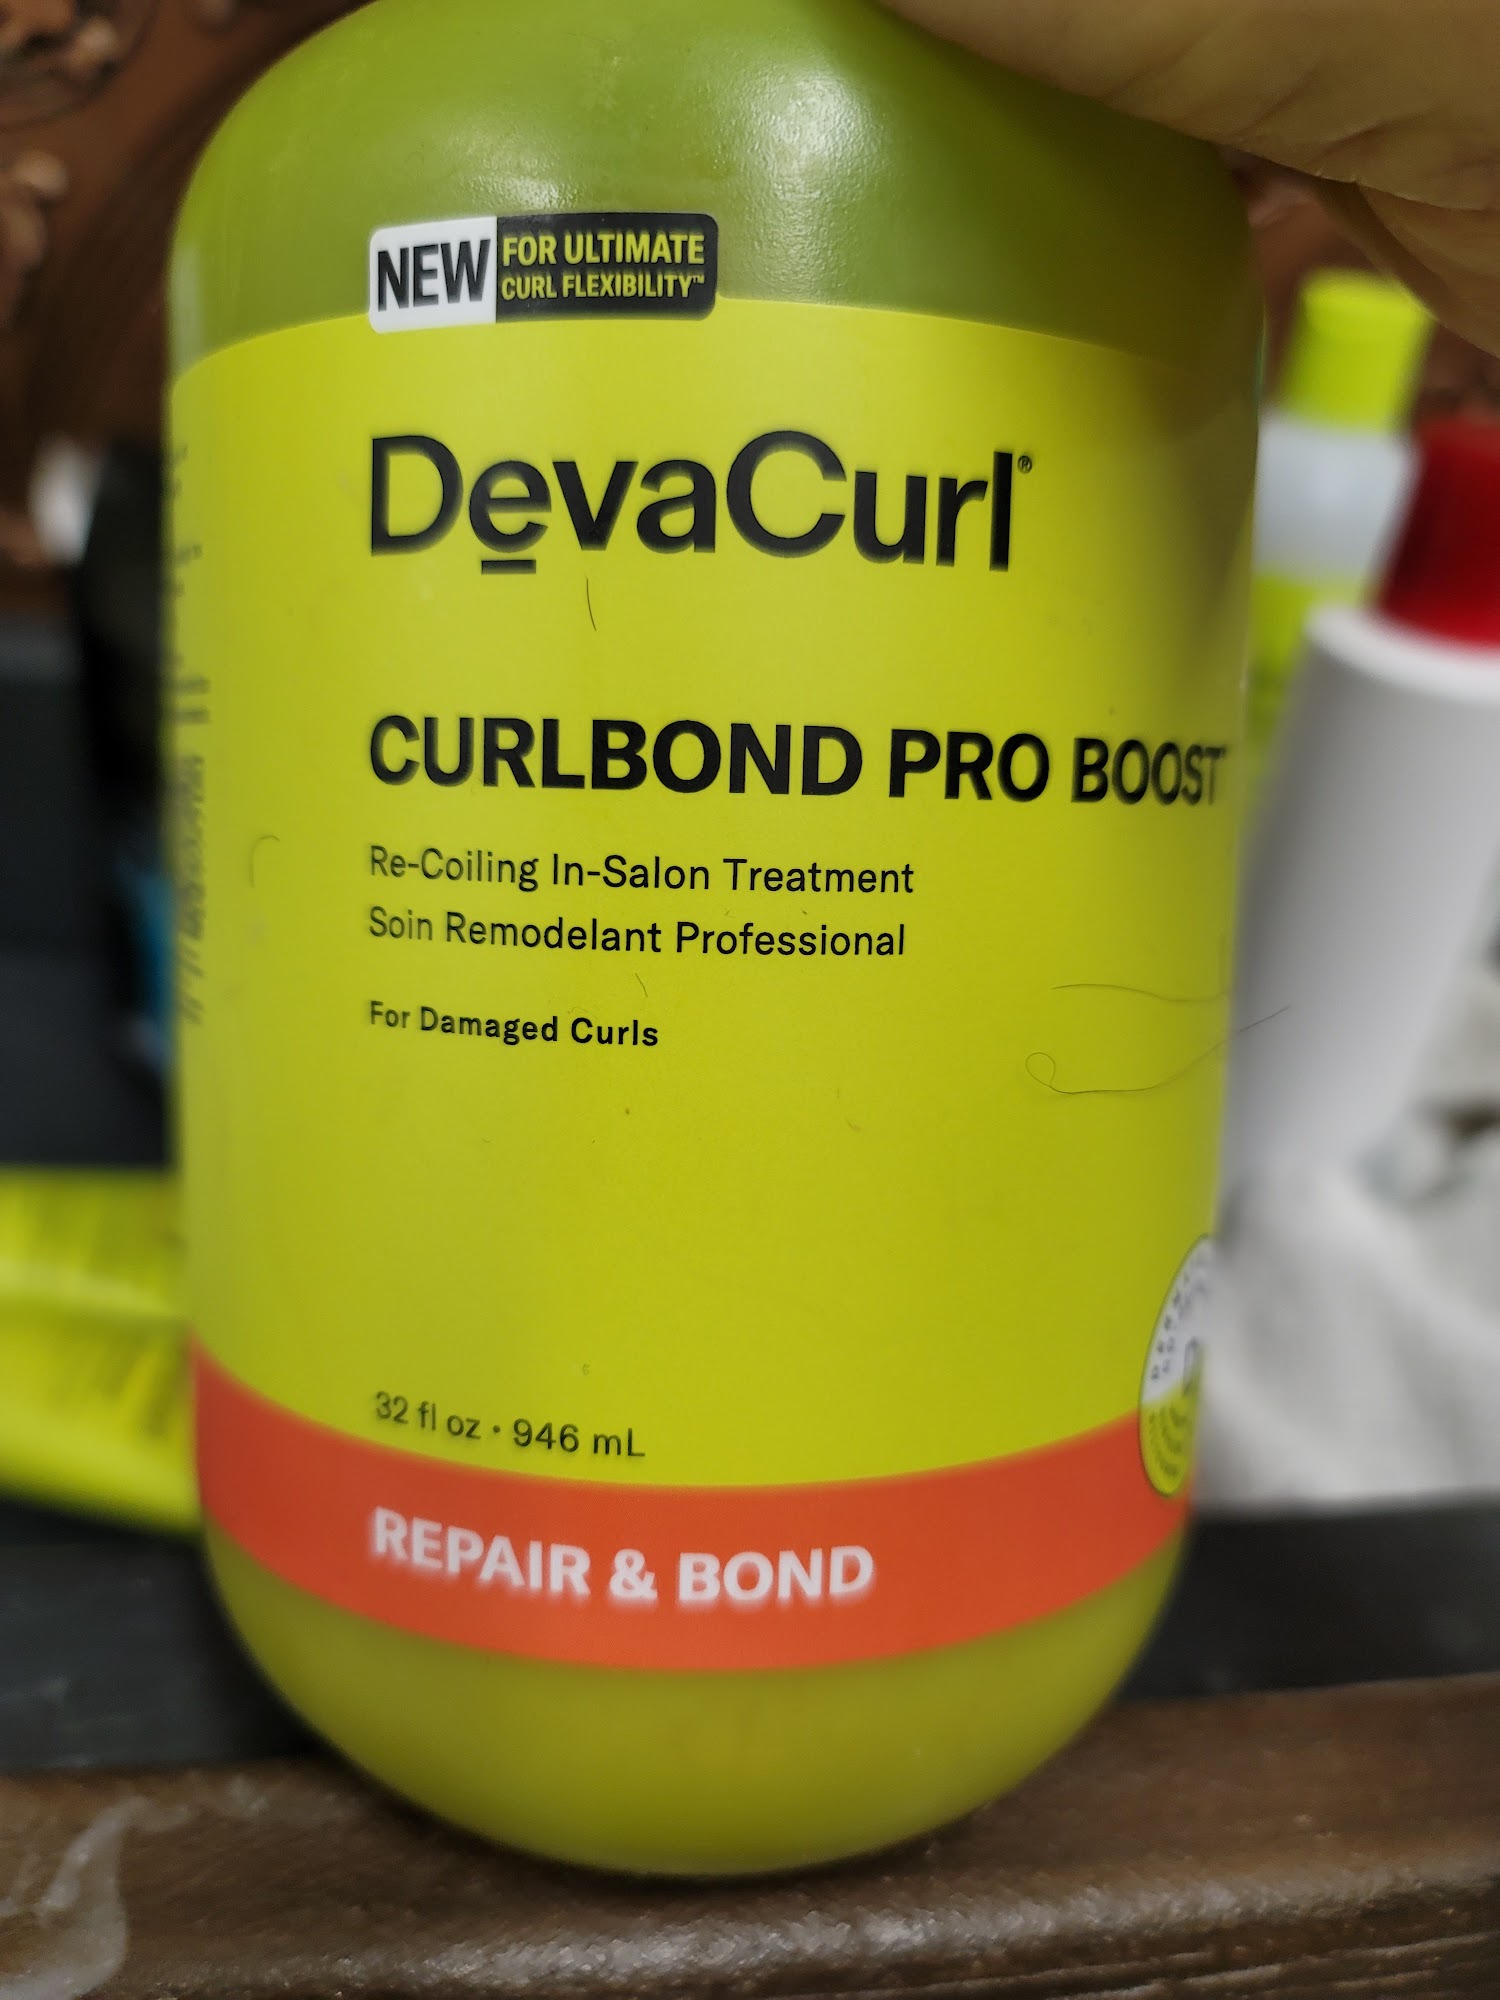 NEW FOR ULTIMATE
CURL FLEXIBILITY™
DevaCurl®
CURLBOND PRO BOOST
Re-Coiling In-Salon Treatment
Soin Remodelant Professional
For Damaged Curls
32 fl oz • 946 mL
REPAIR & BOND